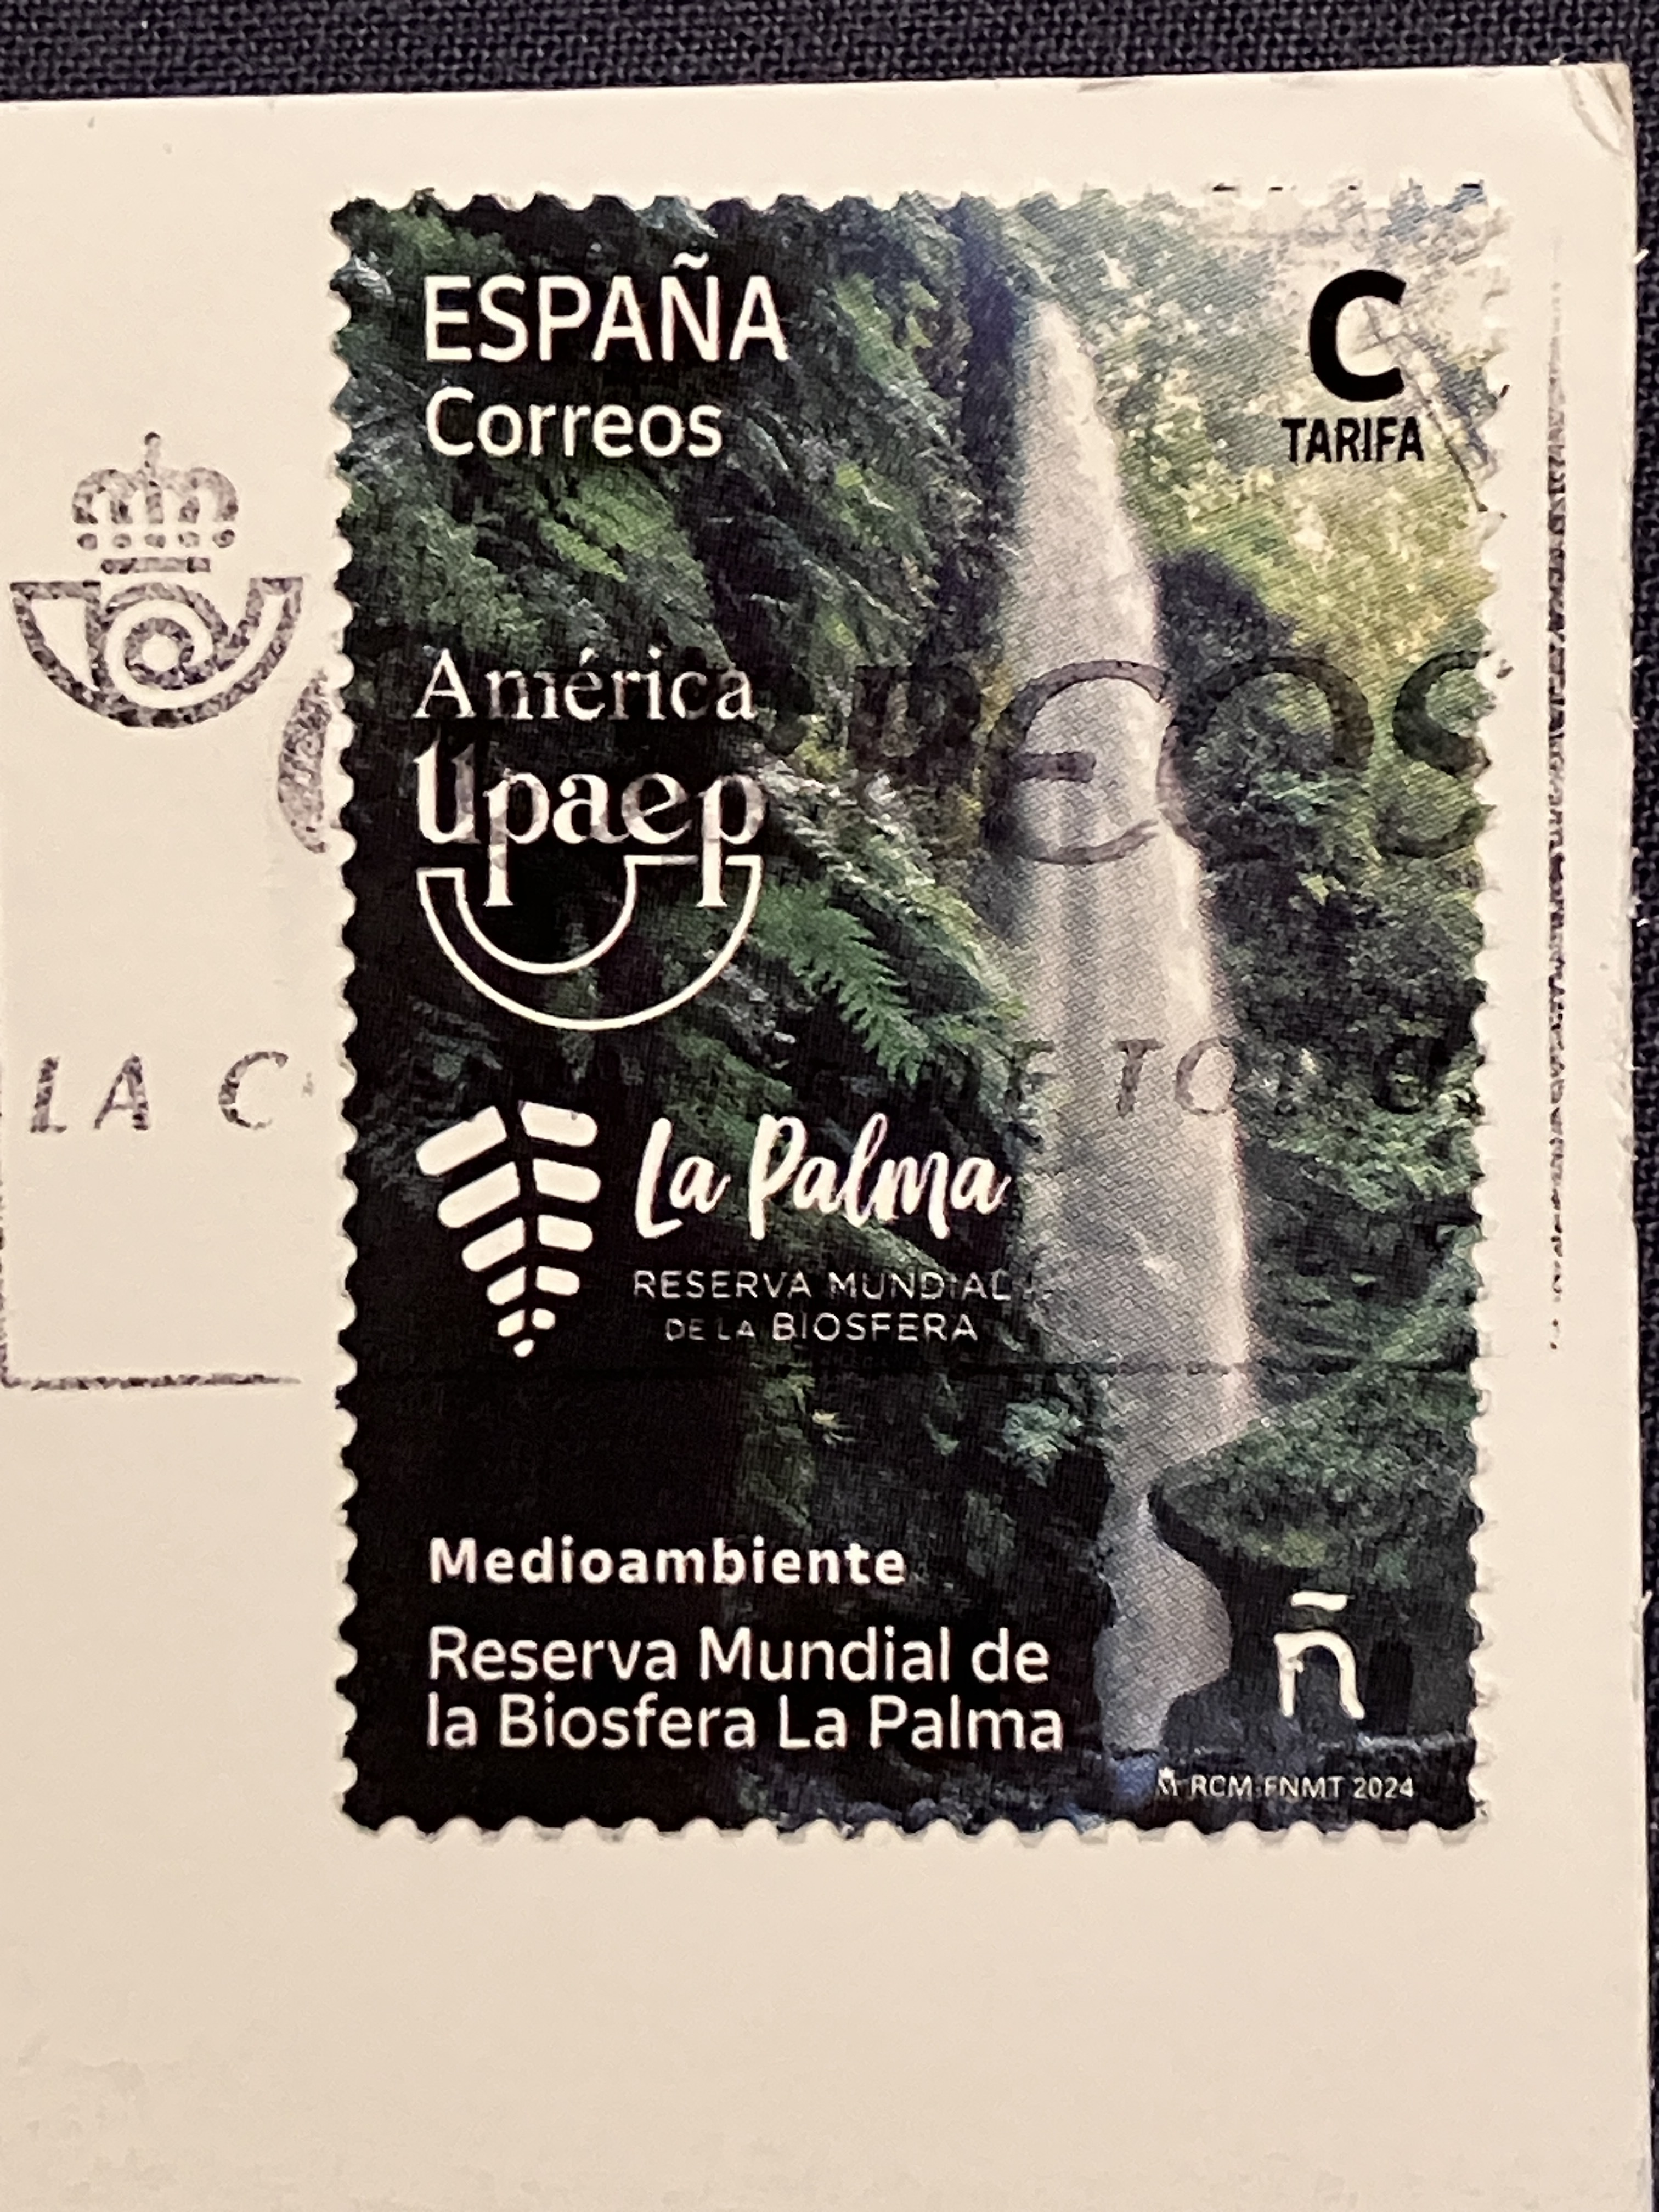 ESPAÑA
Correos
C
TARIFA
América
Upaep
La Palma
RESERVA MUNDIAL
DE LA BIOSFERA
LA
Medioambiente
Reserva Mundial de
la Biosfera La Palma
ñ
RCM-FNMT 2024